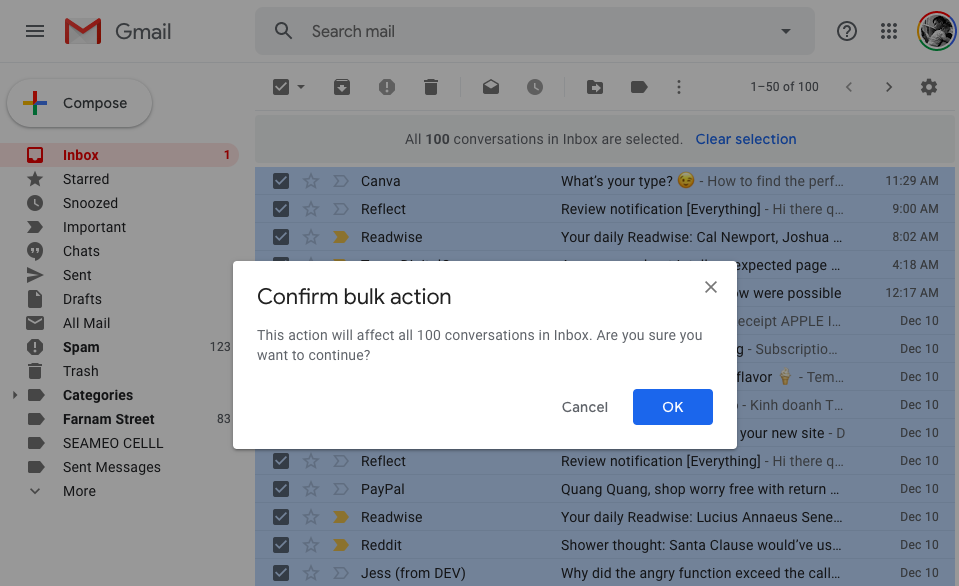 Gmail
Search mail
Compose
1–50 of 100
All 100 conversations in Inbox are selected. Clear selection
Inbox 1
Starred
Snoozed
Important
Chats
Sent
Drafts
All Mail
Spam 123
Trash
Categories
Farnam Street 83
SEAMEO CELLL
Sent Messages
More
Canva What's your type? 😉 - How to find the perf… 11:29 AM
Reflect Review notification [Everything] - Hi there q… 9:00 AM
Readwise Your daily Readwise: Cal Newport, Joshua … 8:02 AM
expected page … 4:18 AM
ow were possible 12:17 AM
eceipt APPLE I… Dec 10
g - Subscriptio… Dec 10
flavor 🍦 - Tem… Dec 10
- Kinh doanh T… Dec 10
your new site - D Dec 10
Confirm bulk action
This action will affect all 100 conversations in Inbox. Are you sure you
want to continue?
Cancel OK
Reflect Review notification [Everything] - Hi there q… Dec 10
PayPal Quang Quang, shop worry free with return … Dec 10
Readwise Your daily Readwise: Lucius Annaeus Sene… Dec 10
Reddit Shower thought: Santa Clause would've us… Dec 10
Jess (from DEV) Why did the angry function exceed the call… Dec 10